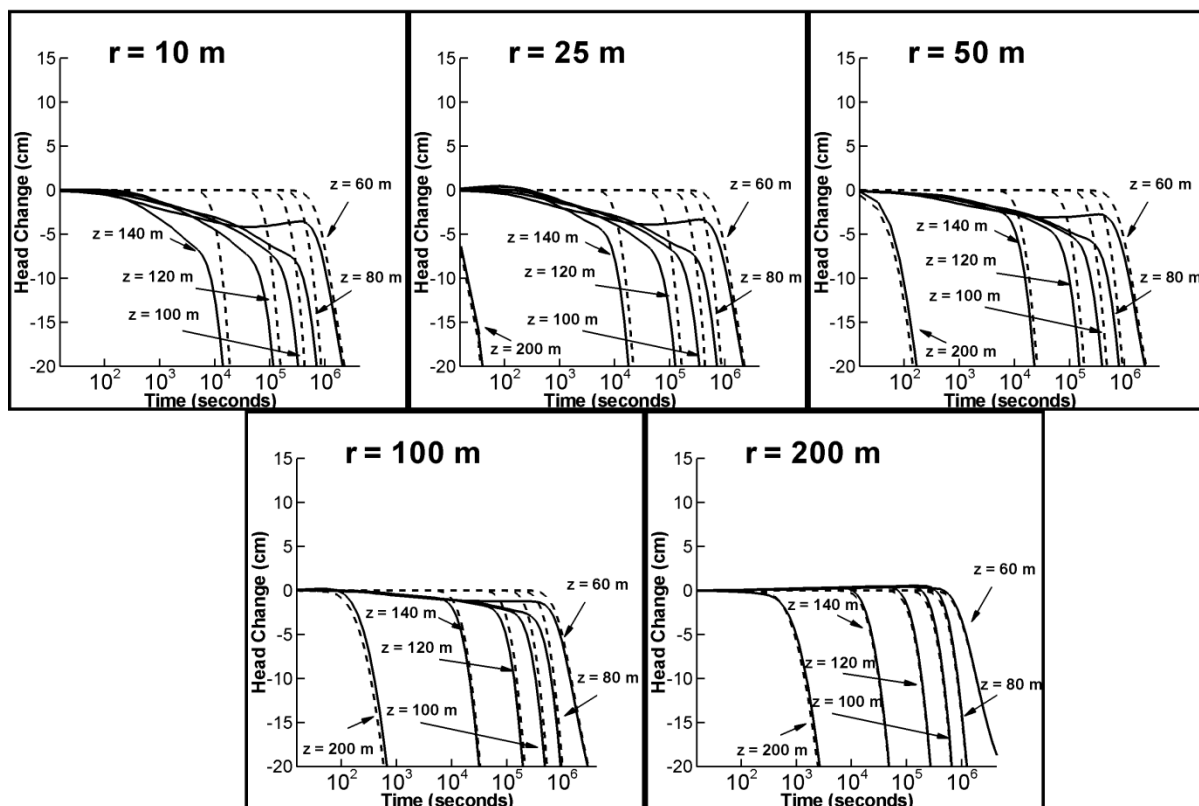 r = 10 m
15
10
5
0
-5
-10
-15
-20
Head Change (cm)
z = 60 m
z = 140 m
z = 120 m
z = 80 m
z = 100 m
10² 10³ 10⁴ 10⁵ 10⁶
Time (seconds)
r = 25 m
15
10
5
0
-5
-10
-15
-20
Head Change (cm)
z = 60 m
z = 140 m
z = 120 m
z = 80 m
z = 100 m
z = 200 m
10² 10³ 10⁴ 10⁵ 10⁶
Time (seconds)
r = 50 m
15
10
5
0
-5
-10
-15
-20
Head Change (cm)
z = 60 m
z = 140 m
z = 120 m
z = 80 m
z = 100 m
z = 200 m
10² 10³ 10⁴ 10⁵ 10⁶
Time (seconds)
r = 100 m
15
10
5
0
-5
-10
-15
-20
Head Change (cm)
z = 60 m
z = 140 m
z = 120 m
z = 80 m
z = 100 m
z = 200 m
10² 10³ 10⁴ 10⁵ 10⁶
Time (seconds)
r = 200 m
15
10
5
0
-5
-10
-15
-20
Head Change (cm)
z = 60 m
z = 140 m
z = 120 m
z = 80 m
z = 100 m
z = 200 m
10² 10³ 10⁴ 10⁵ 10⁶
Time (seconds)